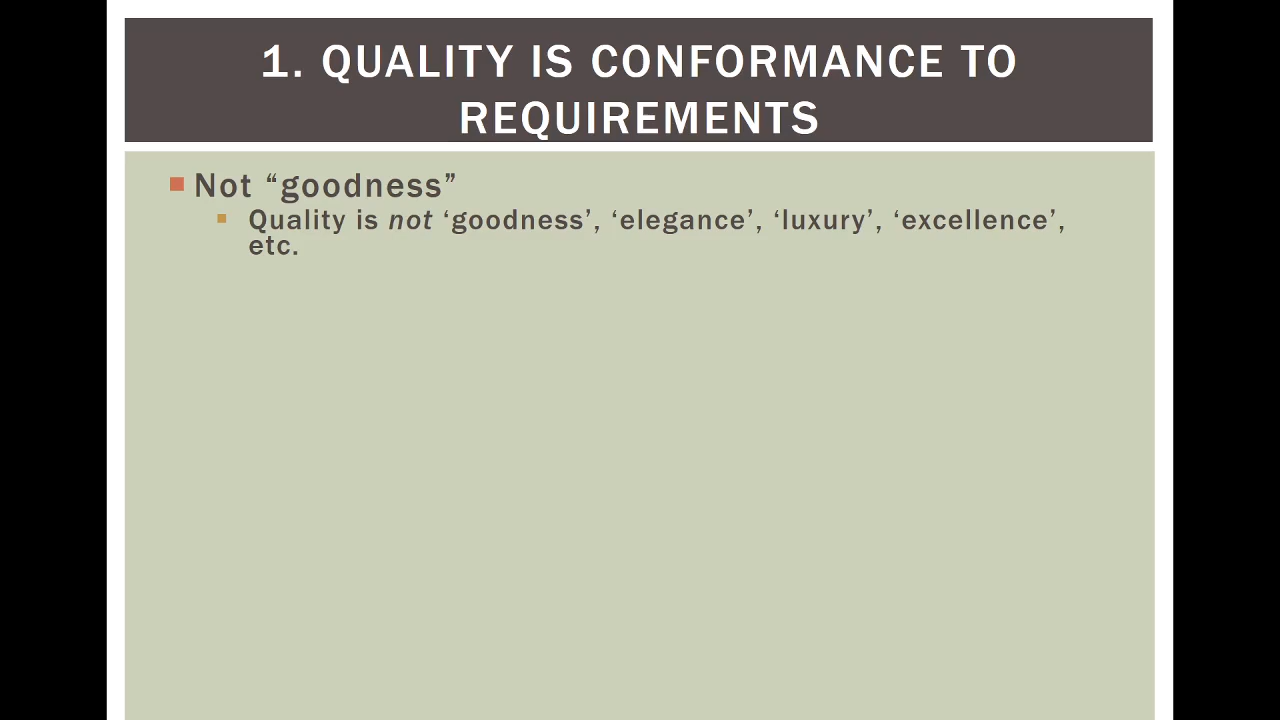 1. QUALITY IS CONFORMANCE TO
REQUIREMENTS
Not “goodness”
Quality is not ‘goodness’, ‘elegance’, ‘luxury’, ‘excellence’,
etc.